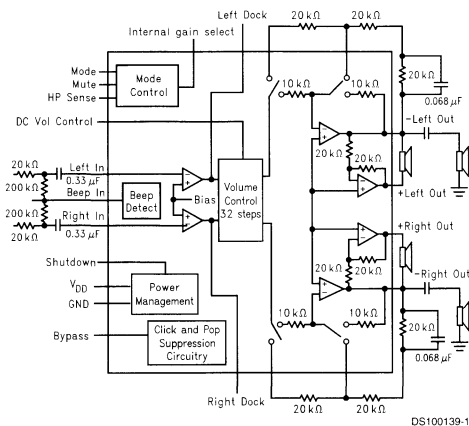 Left Dock
20 kΩ
20 kΩ
20 kΩ
Internal gain select
Mode
Mute
HP Sense
Mode
Control
10 kΩ
10 kΩ
20 kΩ
0.068 μF
DC Vol Control
-Left Out
20 kΩ
20 kΩ
+Left Out
20 kΩ
Left In
0.33 μF
200 kΩ
Beep In
Beep
Detect
Bias
Volume
Control
32 steps
200 kΩ
Right In
20 kΩ
0.33 μF
+Right Out
20 kΩ
20 kΩ
-Right Out
Shutdown
VDD
GND
Power
Management
10 kΩ
10 kΩ
20 kΩ
0.068 μF
Bypass
Click and Pop
Suppression
Circuitry
Right Dock
20 kΩ
20 kΩ
DS100139-1